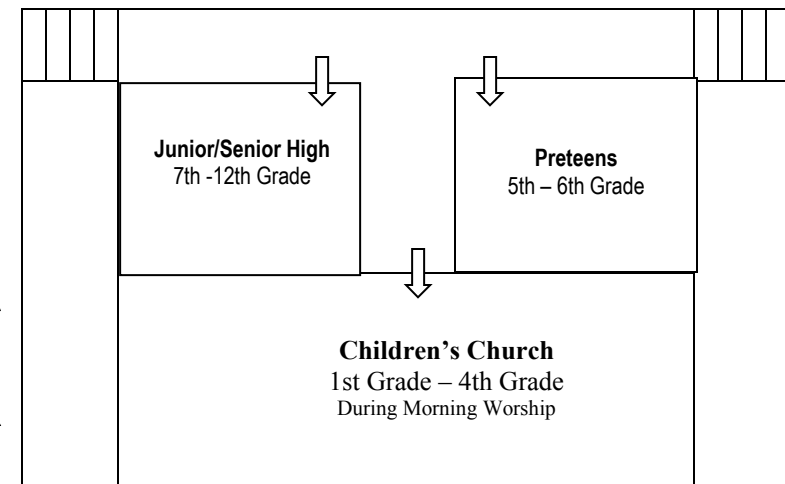 Junior/Senior High
7th -12th Grade
Preteens
5th – 6th Grade
Children’s Church
1st Grade – 4th Grade
During Morning Worship